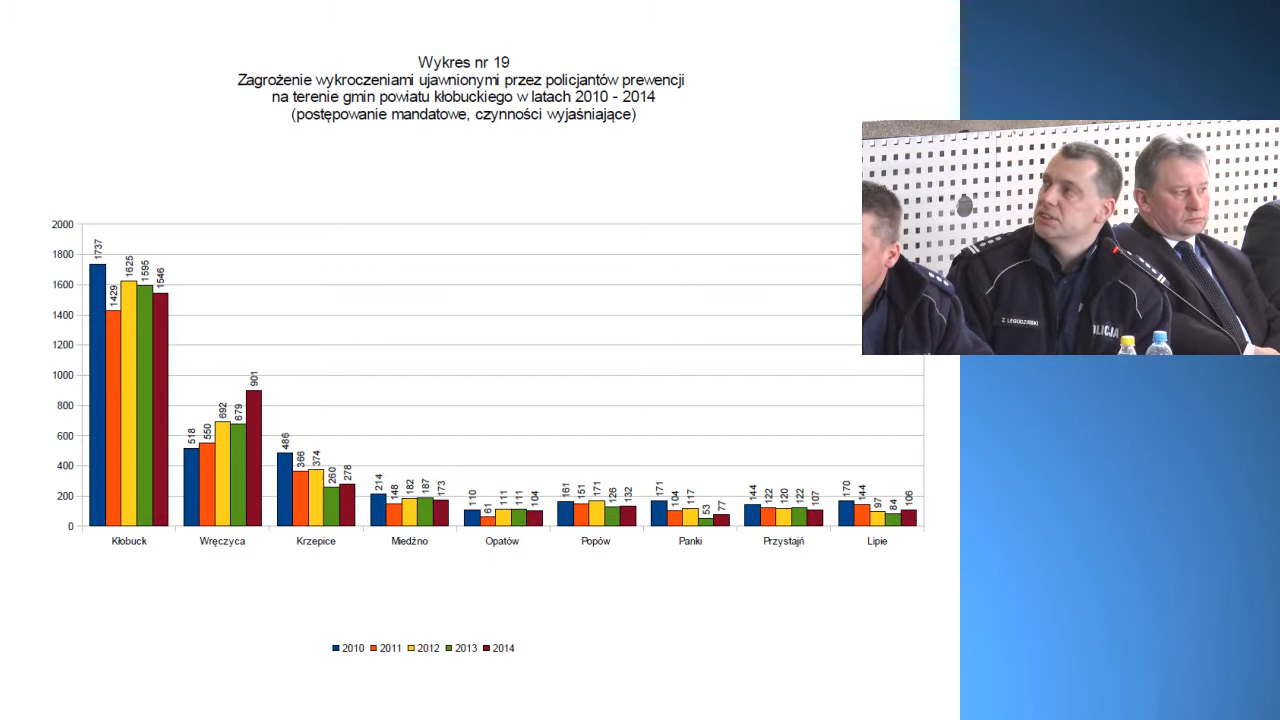 Wykres nr 19
Zagrożenie wykroczeniami ujawnionymi przez policjantów prewencji
na terenie gmin powiatu kłobuckiego w latach 2010 - 2014
(postępowanie mandatowe, czynności wyjaśniające)
2000
1800
1600
1400
1200
1000
800
600
400
200
0
1737 1429 1625 1595 1546
518 550 692 679 901
486 366 374 260 278
214 148 182 187 173
110 61 111 111 104
161 151 171 126 132
171 104 117 53 77
144 122 120 122 107
170 144 97 84 106
Kłobuck Wręczyca Krzepice Miedźno Opatów Popów Panki Przystajń Lipie
2010 2011 2012 2013 2014
Z. LEGODZIŃSKI
OLICJA